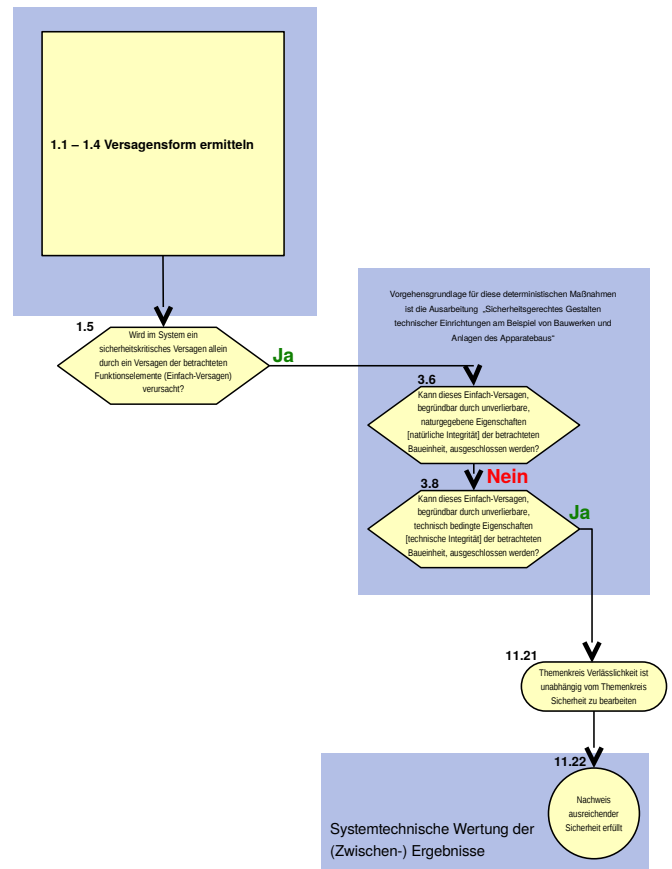 1.1 – 1.4 Versagensform ermitteln
1.5
Wird im System ein
sicherheitskritisches Versagen allein
durch ein Versagen der betrachteten
Funktionselemente (Einfach-Versagen)
verursacht?
Ja
Vorgehensgrundlage für diese deterministischen Maßnahmen
ist die Ausarbeitung „Sicherheitsgerechtes Gestalten
technischer Einrichtungen am Beispiel von Bauwerken und
Anlagen des Apparatebaus“
3.6
Kann dieses Einfach-Versagen,
begründbar durch unverlierbare,
naturgegebene Eigenschaften
[natürliche Integrität] der betrachteten
Baueinheit, ausgeschlossen werden?
Nein
3.8
Kann dieses Einfach-Versagen,
begründbar durch unverlierbare,
technisch bedingte Eigenschaften
[technische Integrität] der betrachteten
Baueinheit, ausgeschlossen werden?
Ja
11.21
Themenkreis Verlässlichkeit ist
unabhängig vom Themenkreis
Sicherheit zu bearbeiten
11.22
Nachweis
ausreichender
Sicherheit erfüllt
Systemtechnische Wertung der
(Zwischen-) Ergebnisse